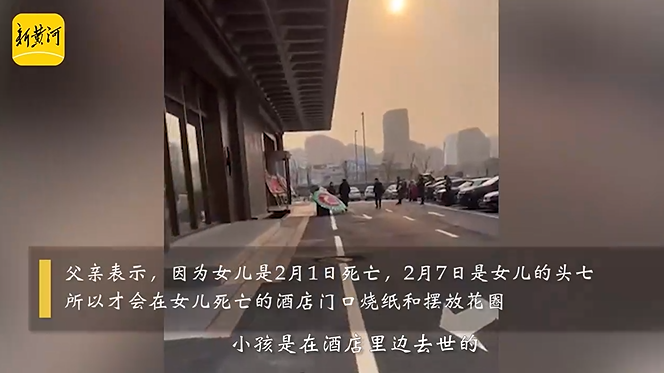 新黄河
父亲表示，因为女儿是2月1日死亡，2月7日是女儿的头七
所以才会在女儿死亡的酒店门口烧纸和摆放花圈
小孩是在酒店里边去世的